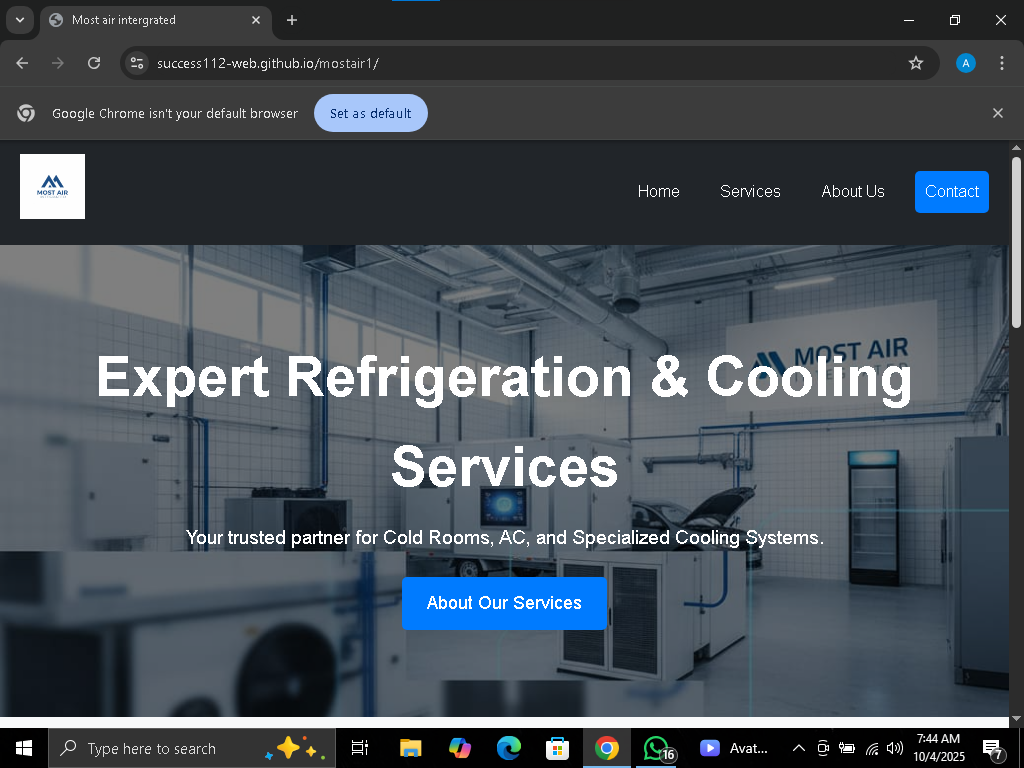 Most air intergrated
success112-web.github.io/mostair1/
A
Google Chrome isn't your default browser
Set as default
MOST AIR
Home
Services
About Us
Contact
MOST AIR
Expert Refrigeration & Cooling
Services
Your trusted partner for Cold Rooms, AC, and Specialized Cooling Systems.
About Our Services
Type here to search
16
Avat...
7:44 AM
10/4/2025
7